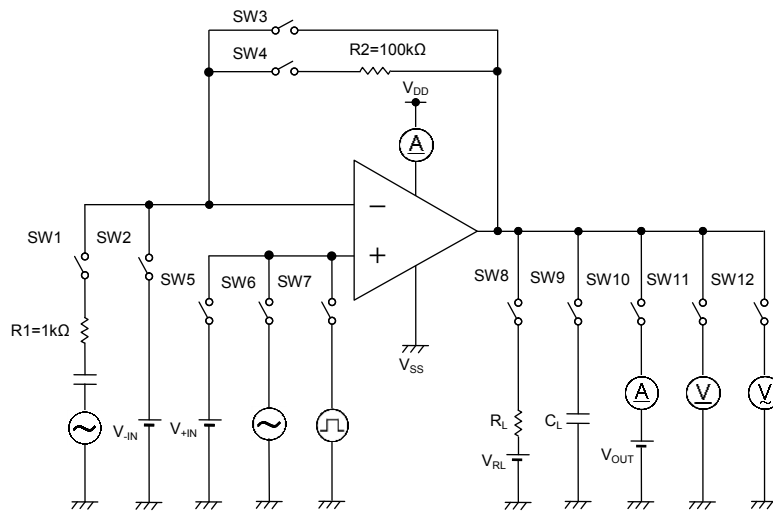 SW3
SW4
R2=100kΩ
VDD
A
−
+
SW1
SW2
SW5
SW6
SW7
SW8
SW9
SW10
SW11
SW12
R1=1kΩ
VSS
V-IN
V+IN
RL
VRL
CL
A
VOUT
V
V